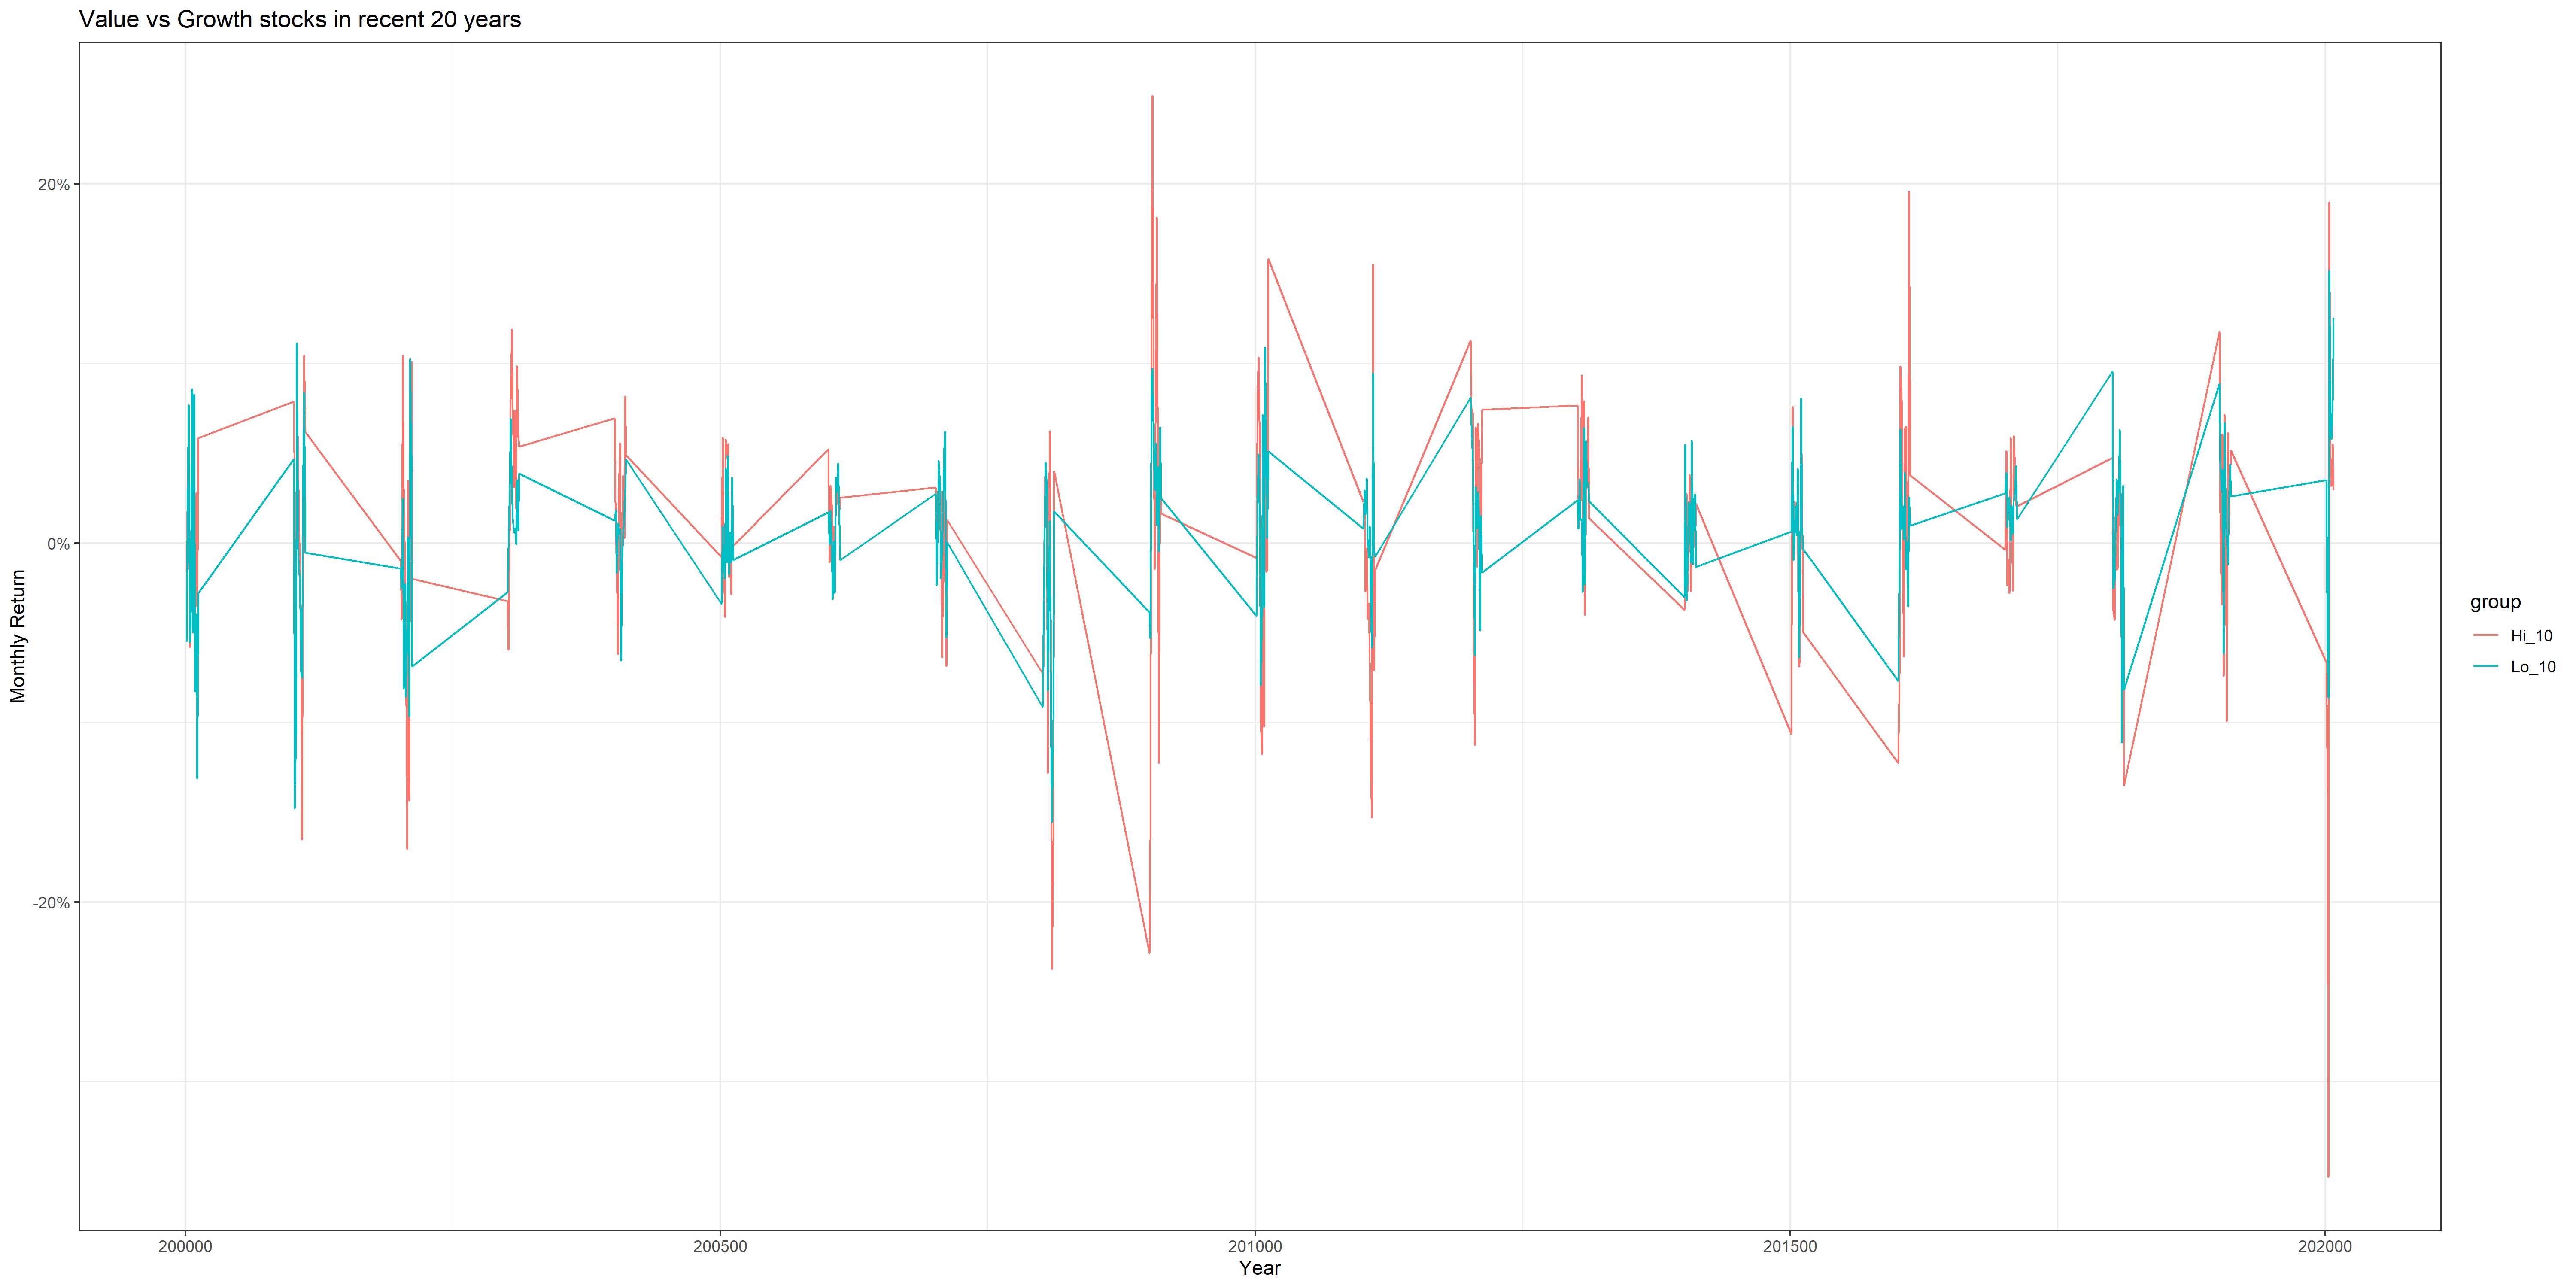 Value vs Growth stocks in recent 20 years
Monthly Return
20%
0%
-20%
200000
200500
201000
201500
202000
Year
group
Hi_10
Lo_10